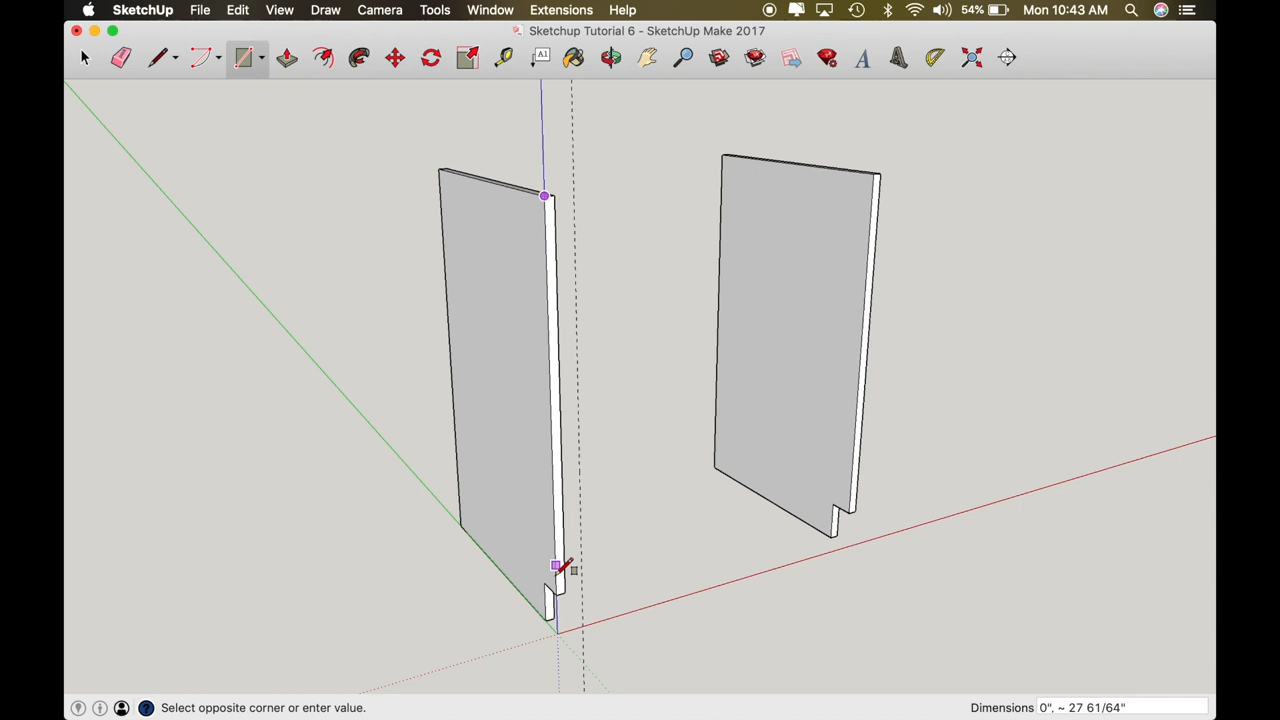 SketchUp File Edit View Draw Camera Tools Window Extensions Help 54% Mon 10:43 AM
Sketchup Tutorial 6 - SketchUp Make 2017
A1
A A
Select opposite corner or enter value. Dimensions 0", ~ 27 61/64"